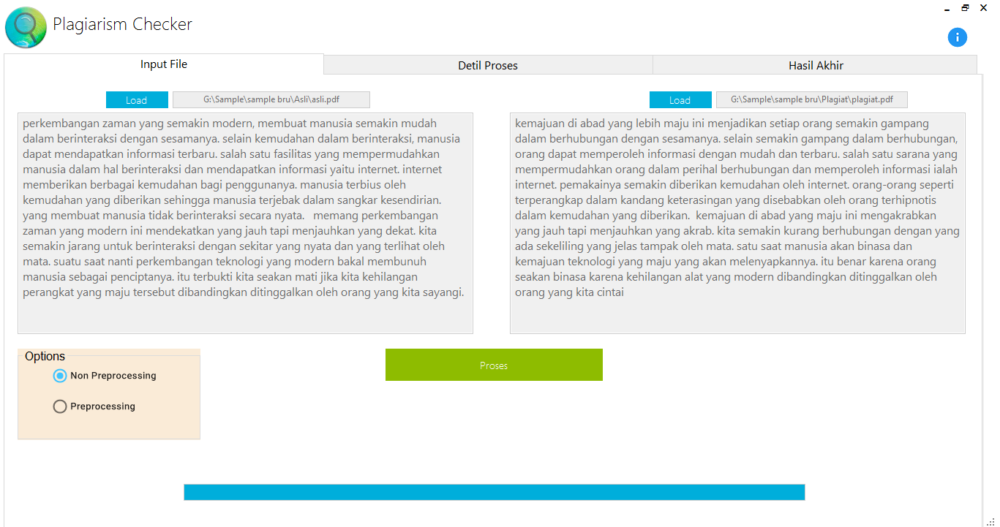 Plagiarism Checker
Input File
Detil Proses
Hasil Akhir
Load
G:\Sample\sample bru\Asli\asli.pdf
Load
G:\Sample\sample bru\Plagiat\plagiat.pdf
perkembangan zaman yang semakin modern, membuat manusia semakin mudah
dalam berinteraksi dengan sesamanya. selain kemudahan dalam berinteraksi, manusia
dapat mendapatkan informasi terbaru. salah satu fasilitas yang mempermudahkan
manusia dalam hal berinteraksi dan mendapatkan informasi yaitu internet. internet
memberikan berbagai kemudahan bagi penggunanya. manusia terbius oleh
kemudahan yang diberikan sehingga manusia terjebak dalam sangkar kesendirian.
yang membuat manusia tidak berinteraksi secara nyata.   memang perkembangan
zaman yang modern ini mendekatkan yang jauh tapi menjauhkan yang dekat. kita
semakin jarang untuk berinteraksi dengan sekitar yang nyata dan yang terlihat oleh
mata. suatu saat nanti perkembangan teknologi yang modern bakal membunuh
manusia sebagai penciptanya. itu terbukti kita seakan mati jika kita kehilangan
perangkat yang maju tersebut dibandingkan ditinggalkan oleh orang yang kita sayangi.
kemajuan di abad yang lebih maju ini menjadikan setiap orang semakin gampang
dalam berhubungan dengan sesamanya. selain semakin gampang dalam berhubungan,
orang dapat memperoleh informasi dengan mudah dan terbaru. salah satu sarana yang
mempermudahkan orang dalam perihal berhubungan dan memperoleh informasi ialah
internet. pemakainya semakin diberikan kemudahan oleh internet. orang-orang seperti
terperangkap dalam kandang keterasingan yang disebabkan oleh orang terhipnotis
dalam kemudahan yang diberikan.  kemajuan di abad yang maju ini mengakrabkan
yang jauh tapi menjauhkan yang akrab. kita semakin kurang berhubungan dengan yang
ada sekeliling yang jelas tampak oleh mata. satu saat manusia akan binasa dan
kemajuan teknologi yang maju yang akan melenyapkannya. itu benar karena orang
seakan binasa karena kehilangan alat yang modern dibandingkan ditinggalkan oleh
orang yang kita cintai
Options
Non Preprocessing
Preprocessing
Proses